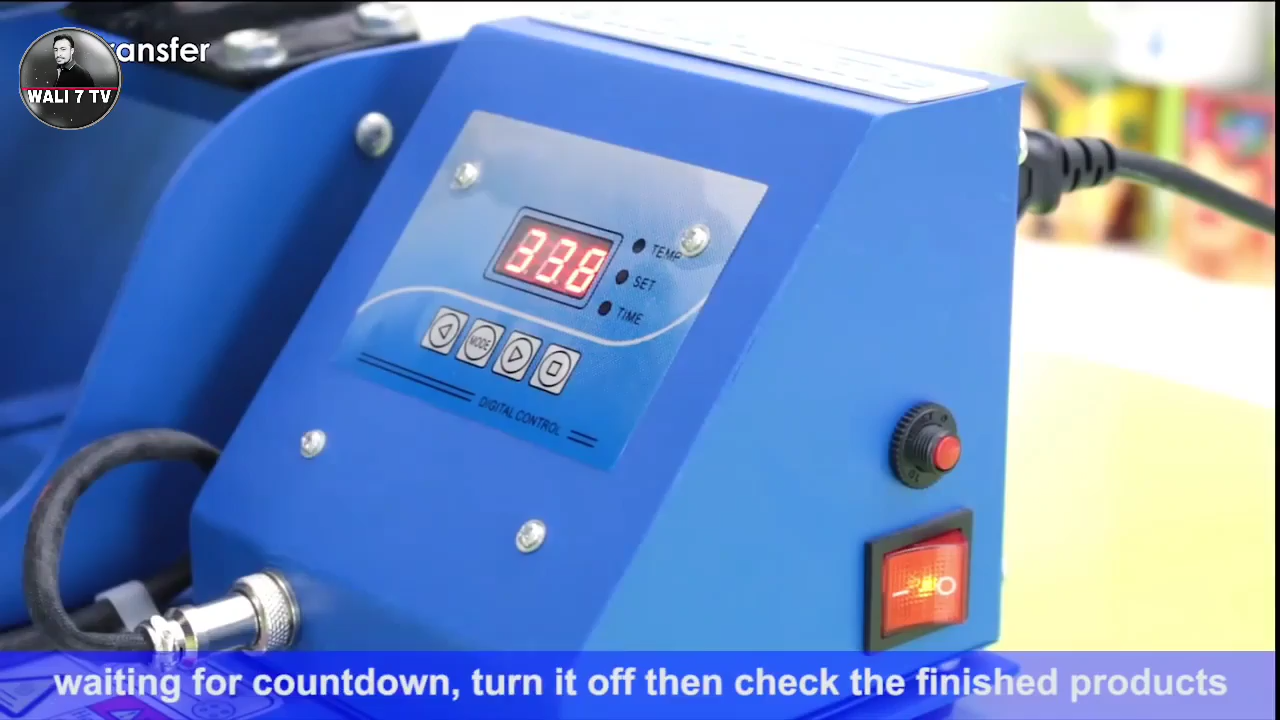 ransfer
WALI 7 TV
338
TEMP
SET
TIME
MODE
DIGITAL CONTROL
waiting for countdown, turn it off then check the finished products